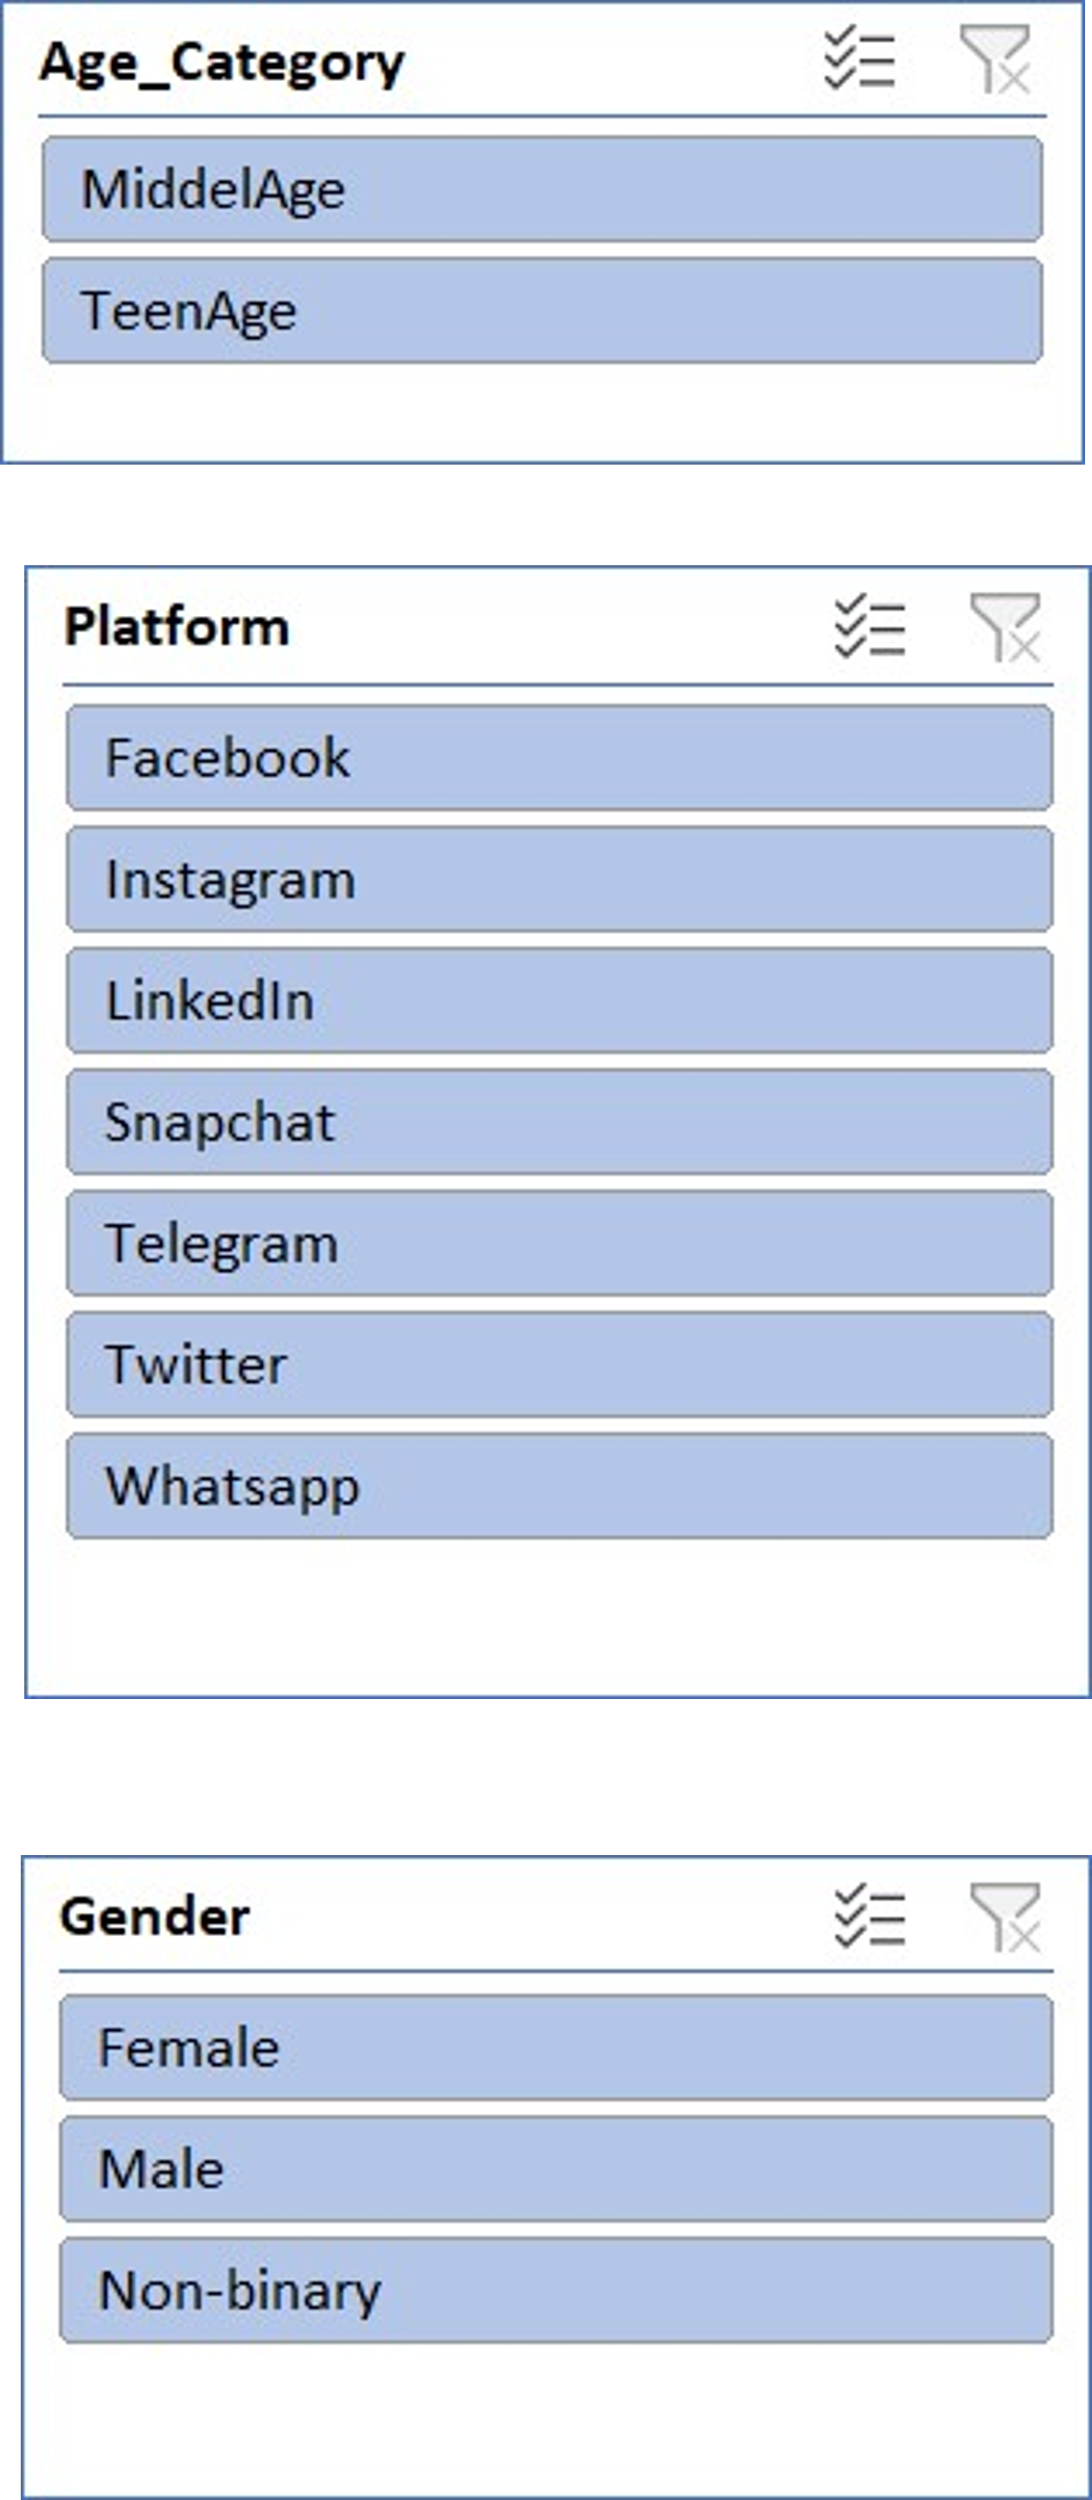 Age_Category
MiddelAge
TeenAge
Platform
Facebook
Instagram
LinkedIn
Snapchat
Telegram
Twitter
Whatsapp
Gender
Female
Male
Non-binary